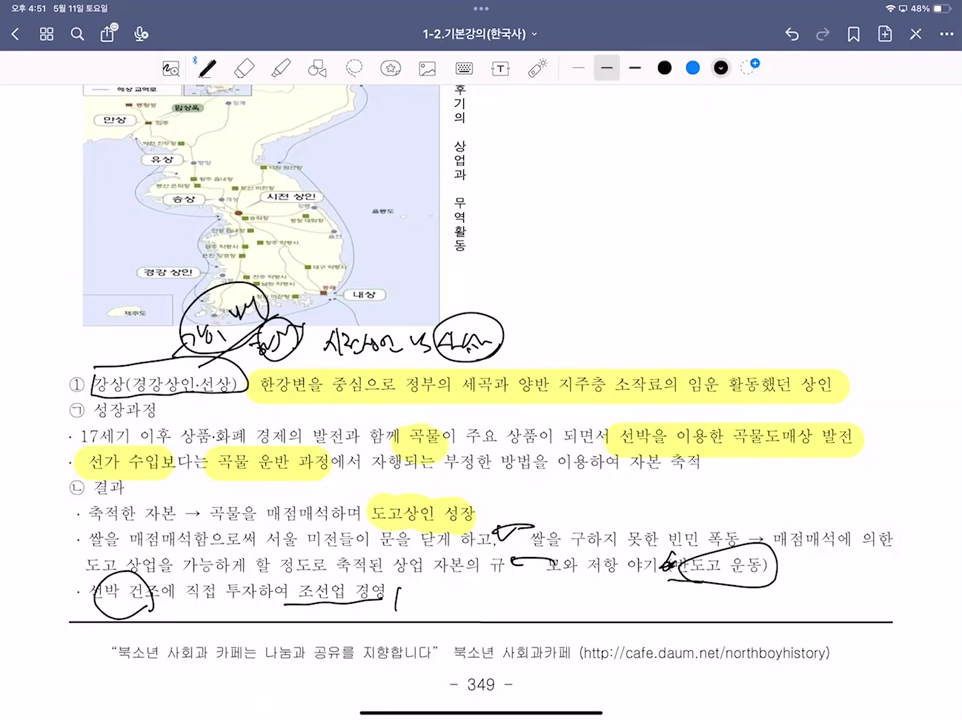 오후 4:51 5월 11일 토요일
48%
1-2.기본강의(한국사)
해상 교역로
만상
임상옥
유상
송상
시전 상인
울릉도
경강 상인
내상
제주도
후기의 상업과 무역활동
① 강상(경강상인·선상) 한강변을 중심으로 정부의 세곡과 양반 지주층 소작료의 임운 활동했던 상인
㉠ 성장과정
· 17세기 이후 상품·화폐 경제의 발전과 함께 곡물이 주요 상품이 되면서 선박을 이용한 곡물도매상 발전
· 선가 수입보다는 곡물 운반 과정에서 자행되는 부정한 방법을 이용하여 자본 축적
㉡ 결과
· 축적한 자본 → 곡물을 매점매석하며 도고상인 성장
· 쌀을 매점매석함으로써 서울 미전들이 문을 닫게 하고, 쌀을 구하지 못한 빈민 폭동 → 매점매석에 의한
도고 상업을 가능하게 할 정도로 축적된 상업 자본의 규 모와 저항 야기 도고 운동)
· 선박 건조에 직접 투자하여 조선업 경영
“북소년 사회과 카페는 나눔과 공유를 지향합니다” 북소년 사회과카페 (http://cafe.daum.net/northboyhistory)
- 349 -